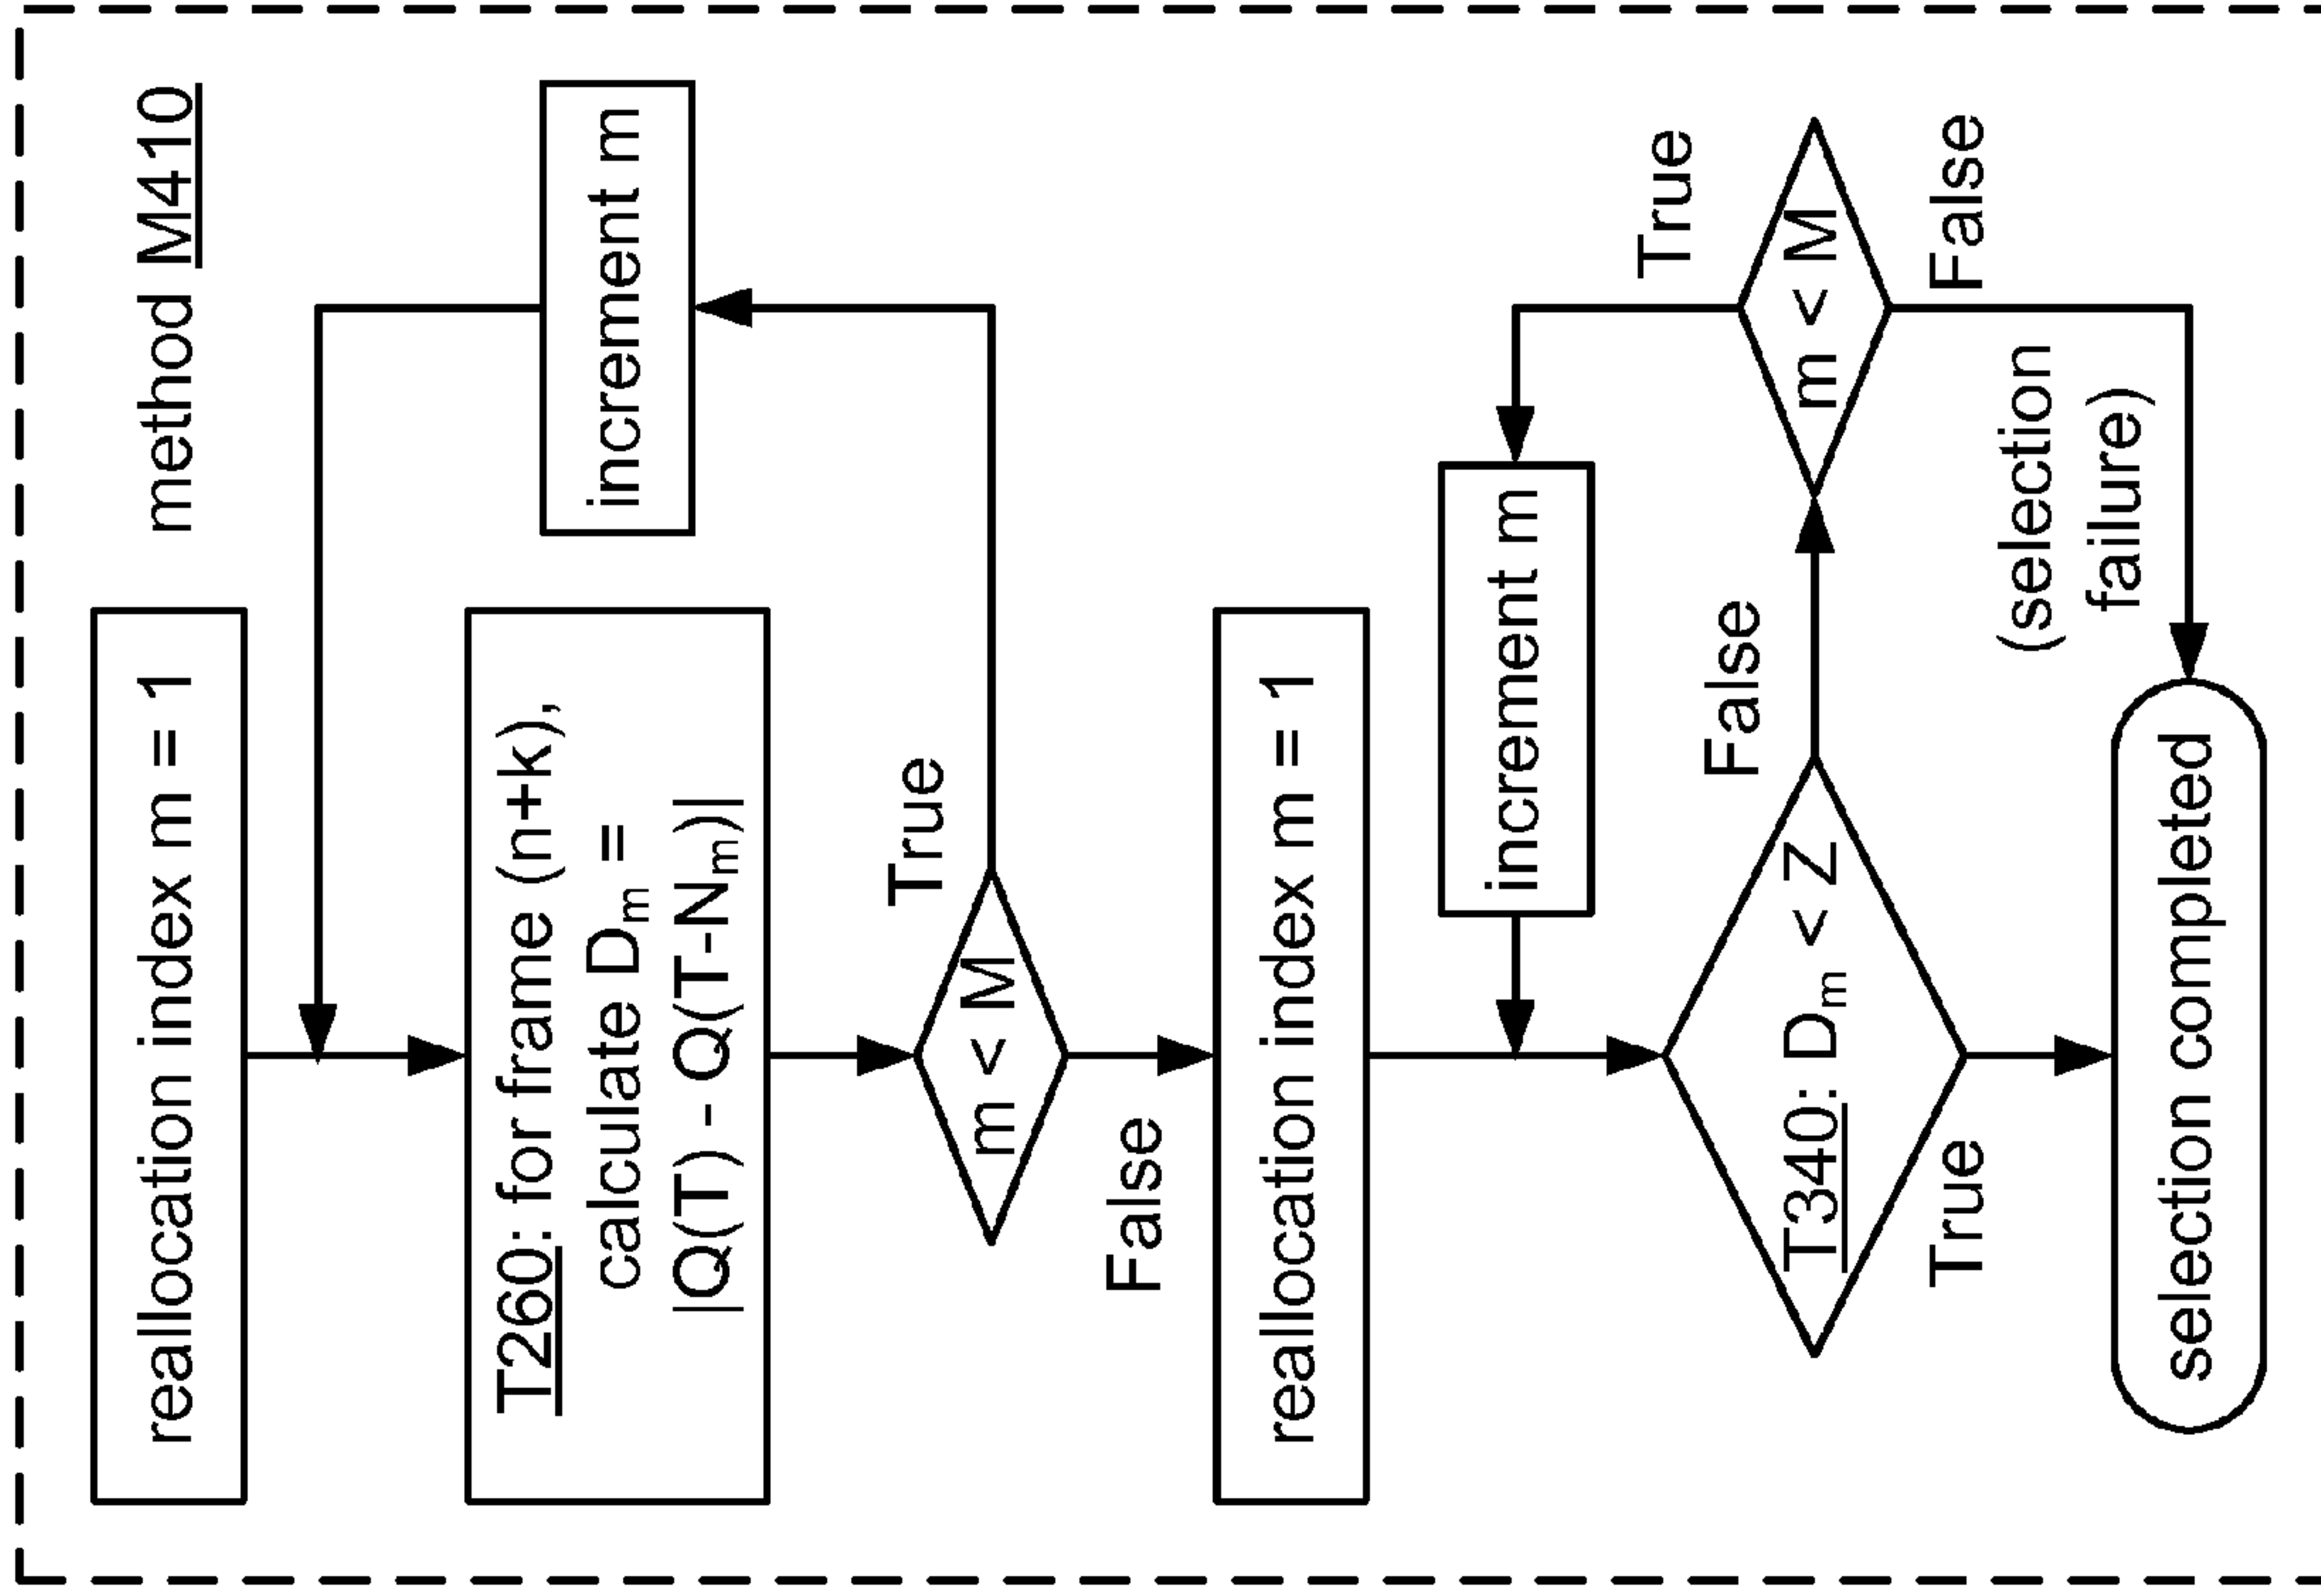 method M410
reallocation index m = 1
increment m
T260: for frame (n+k),
calculate Dm =
|Q(T) - Q(T-Nm)|
True
m < M
False
reallocation index m = 1
increment m
True
False
T340: Dm < Z
m < M
True
False
(selection
failure)
selection completed